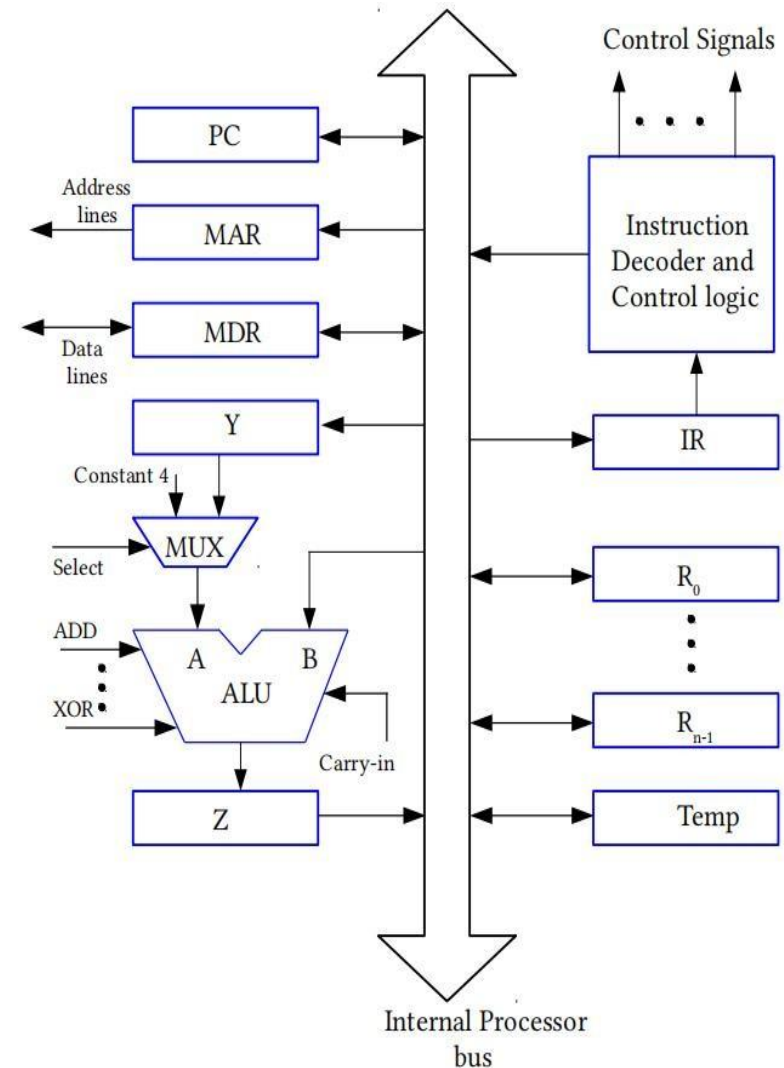 Control Signals
PC
Address
lines
MAR
Instruction
Decoder and
Control logic
MDR
Data
lines
Y
IR
Constant 4
MUX
Select
R0
ADD
A
B
ALU
XOR
Rn-1
Carry-in
Z
Temp
Internal Processor
bus